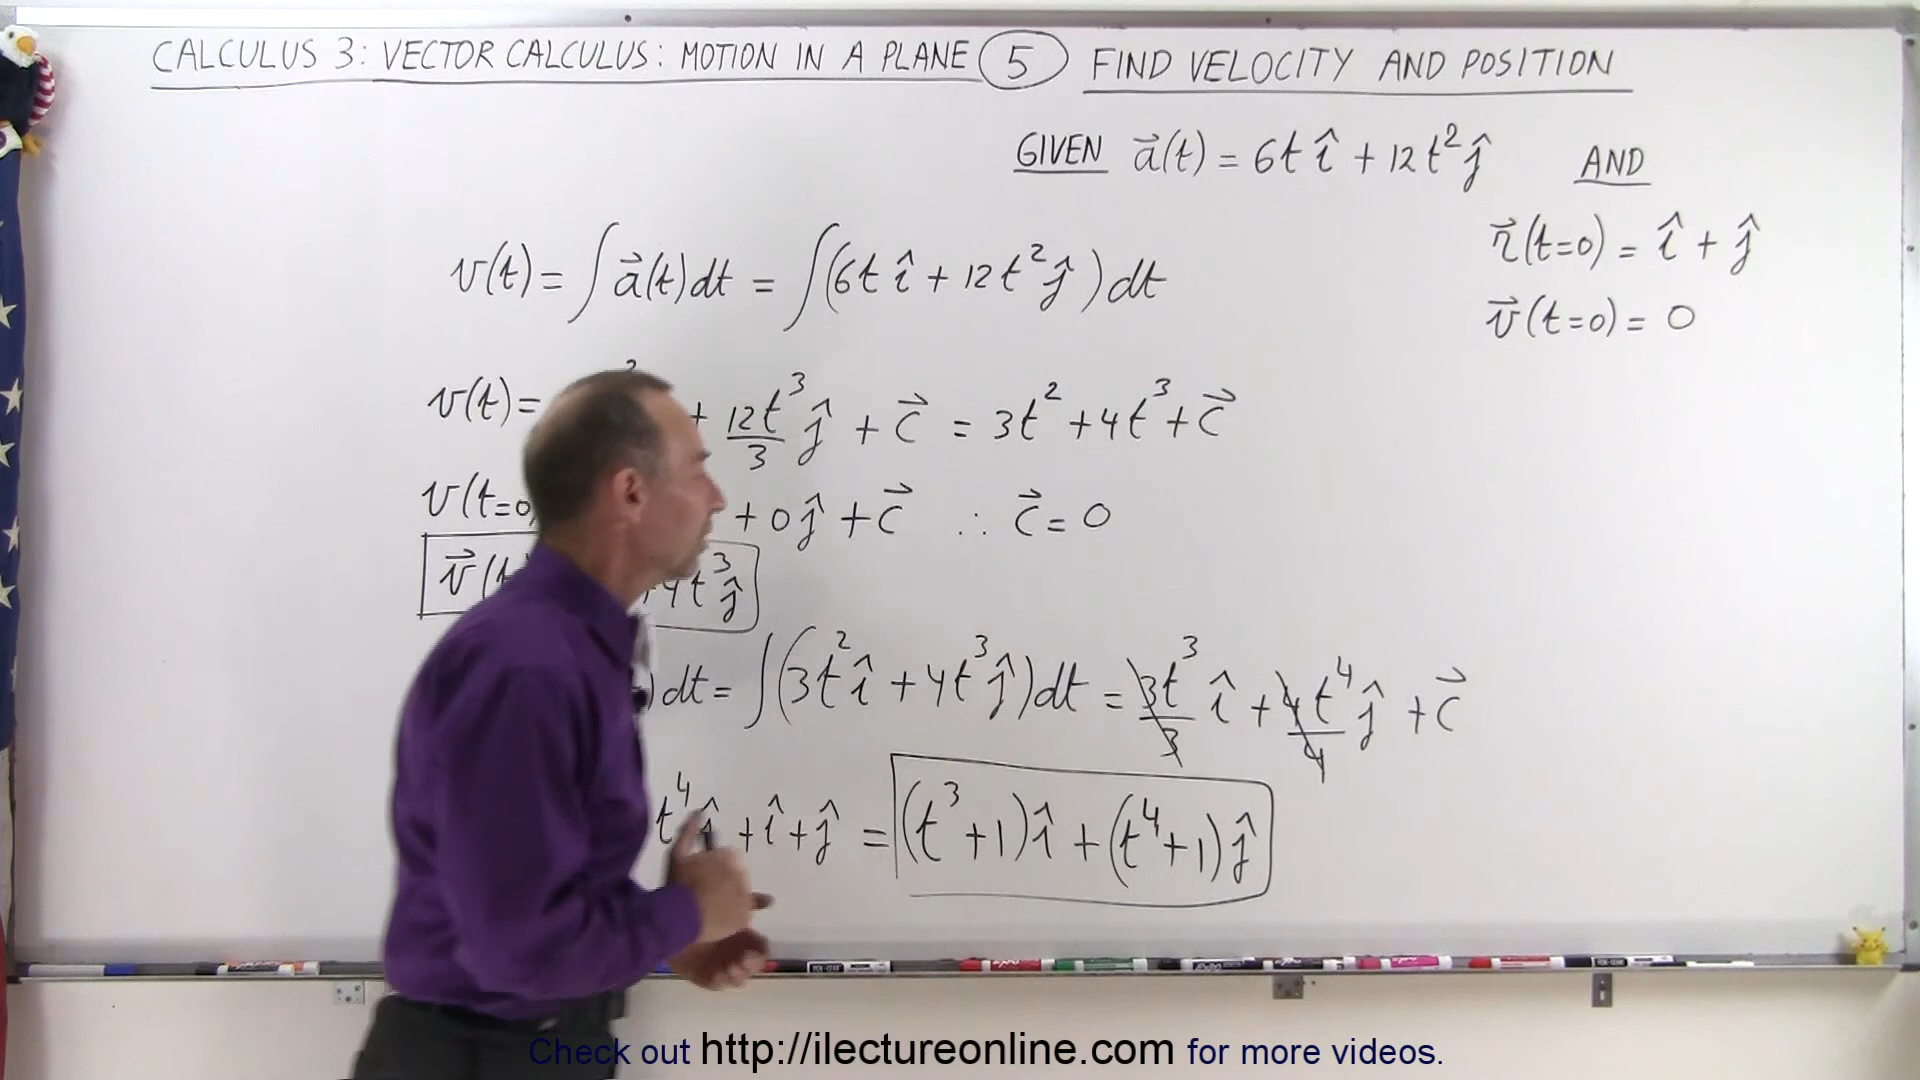 CALCULUS 3: VECTOR CALCULUS: MOTION IN A PLANE 5 FIND VELOCITY AND POSITION
GIVEN a⃗(t) = 6t î + 12t² ĵ AND
r⃗(t=0) = î + ĵ
v⃗(t=0) = 0
v(t) = ∫ a⃗(t)dt = ∫(6t î + 12t² ĵ)dt
v(t) = + 12t³/3 ĵ + c⃗ = 3t² + 4t³ + c⃗
v(t=0 + 0ĵ + c⃗ ∴ c⃗ = 0
v⃗(t + 4t³ ĵ
)dt = ∫(3t² î + 4t³ ĵ)dt = 3t³/3 î + 4t⁴/4 ĵ + c⃗
t⁴ + î + ĵ = (t³+1)î + (t⁴+1)ĵ
Check out http://ilectureonline.com for more videos.